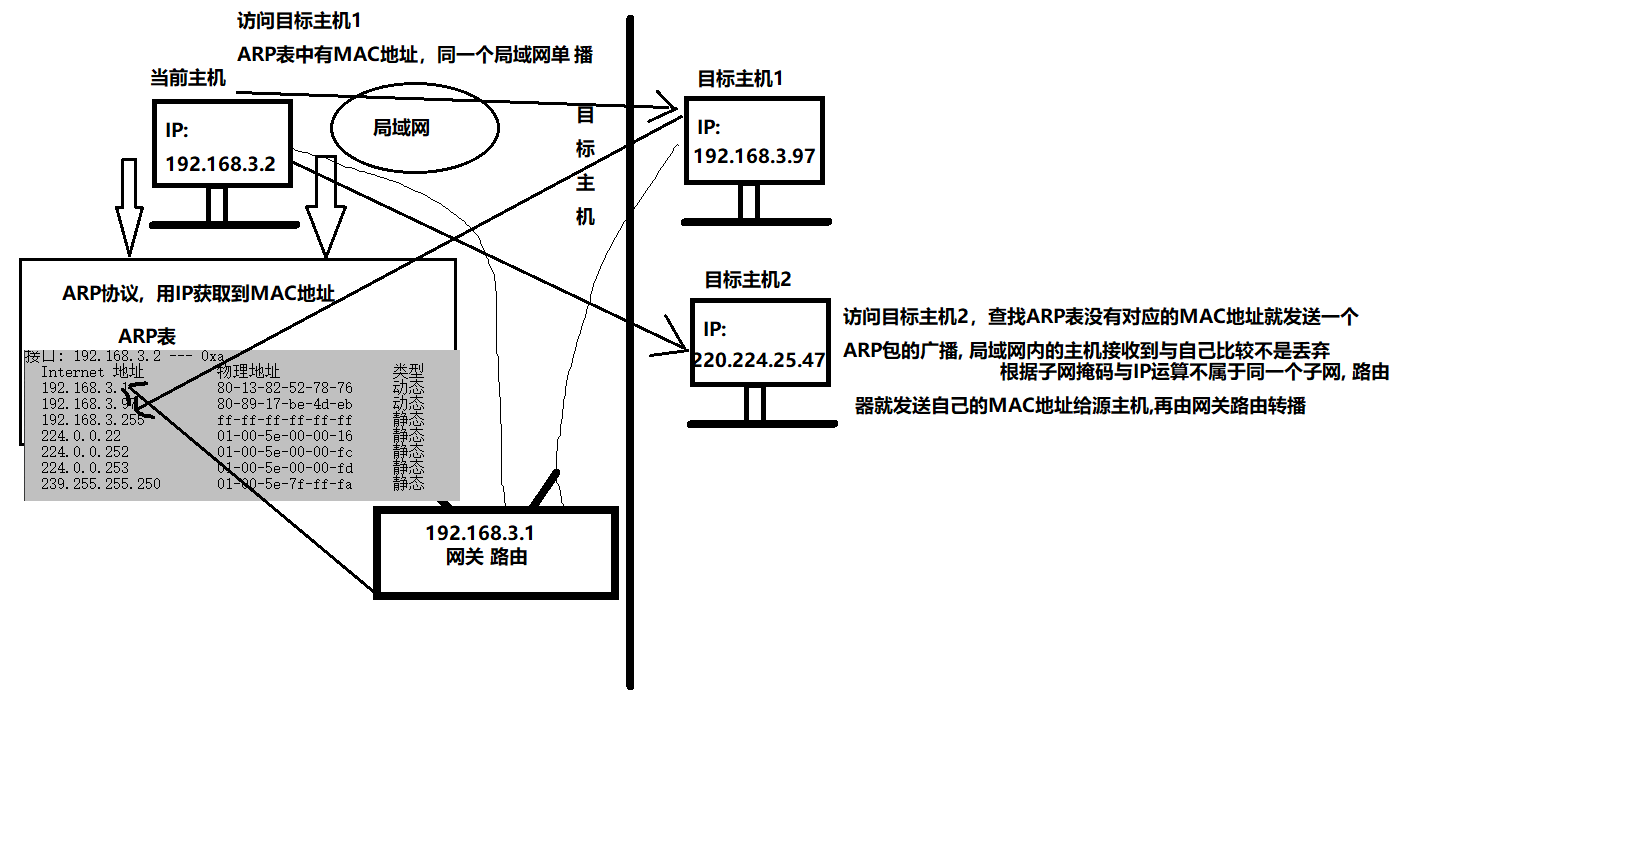 访问目标主机1
ARP表中有MAC地址，同一个局域网单 播
当前主机
IP:
192.168.3.2
局域网
目
标
主
机
目标主机1
IP:
192.168.3.97
目标主机2
IP:
220.224.25.47
访问目标主机2，查找ARP表没有对应的MAC地址就发送一个
ARP包的广播, 局域网内的主机接收到与自己比较不是丢弃
根据子网掩码与IP运算不属于同一个子网, 路由
器就发送自己的MAC地址给源主机,再由网关路由转播
ARP协议，用IP获取到MAC地址
ARP表
接口: 192.168.3.2 --- 0xa
Internet 地址 物理地址 类型
192.168.3.1 80-13-82-52-78-76 动态
192.168.3.97 80-89-17-be-4d-eb 动态
192.168.3.255 ff-ff-ff-ff-ff-ff 静态
224.0.0.22 01-00-5e-00-00-16 静态
224.0.0.252 01-00-5e-00-00-fc 静态
224.0.0.253 01-00-5e-00-00-fd 静态
239.255.255.250 01-00-5e-7f-ff-fa 静态
192.168.3.1
网关 路由